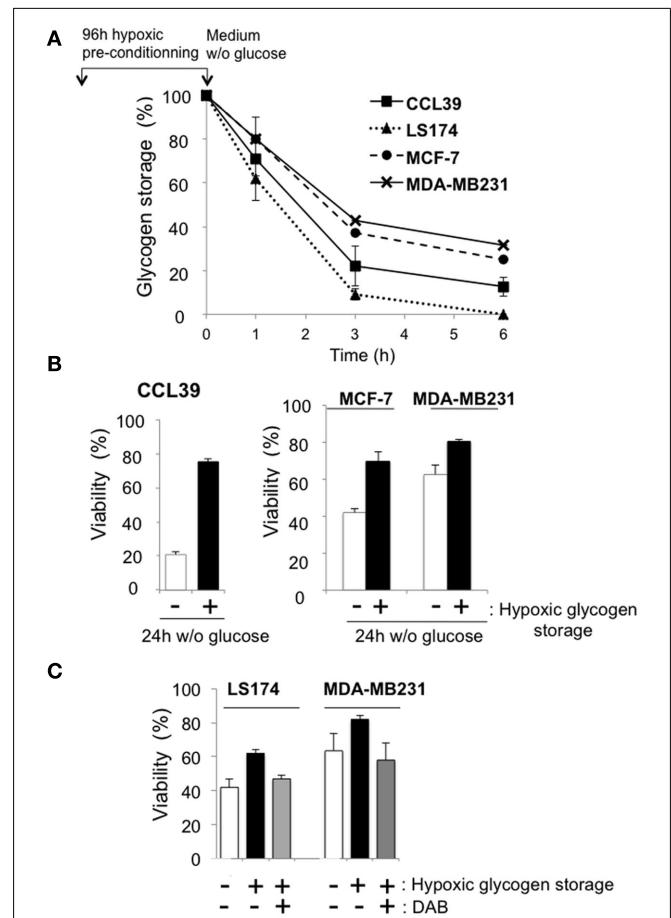 A
96h hypoxic
pre-conditionning
Medium
w/o glucose
Glycogen storage (%)
100
80
60
40
20
0
CCL39
LS174
MCF-7
MDA-MB231
0 1 2 3 4 5 6
Time (h)
B
CCL39
Viability (%)
100
80
60
40
20
0
- +
24h w/o glucose
MCF-7 MDA-MB231
Viability (%)
100
80
60
40
20
0
- + - + : Hypoxic glycogen
storage
24h w/o glucose
C
LS174 MDA-MB231
Viability (%)
100
80
60
40
20
0
- + + - + + : Hypoxic glycogen storage
+ + : DAB